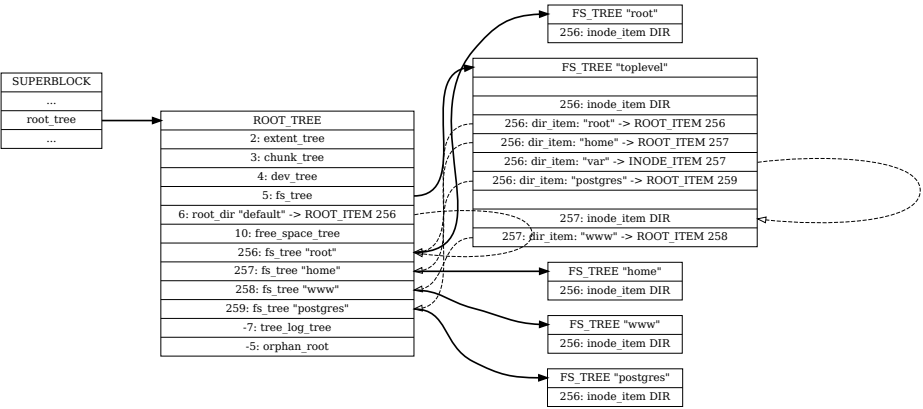 SUPERBLOCK
...
root_tree
...
ROOT_TREE
2: extent_tree
3: chunk_tree
4: dev_tree
5: fs_tree
6: root_dir "default" -> ROOT_ITEM 256
10: free_space_tree
256: fs_tree "root"
257: fs_tree "home"
258: fs_tree "www"
259: fs_tree "postgres"
-7: tree_log_tree
-5: orphan_root
FS_TREE "root"
256: inode_item DIR
FS_TREE "toplevel"
256: inode_item DIR
256: dir_item: "root" -> ROOT_ITEM 256
256: dir_item: "home" -> ROOT_ITEM 257
256: dir_item: "var" -> INODE_ITEM 257
256: dir_item: "postgres" -> ROOT_ITEM 259
257: inode_item DIR
257: dir_item: "www" -> ROOT_ITEM 258
FS_TREE "home"
256: inode_item DIR
FS_TREE "www"
256: inode_item DIR
FS_TREE "postgres"
256: inode_item DIR